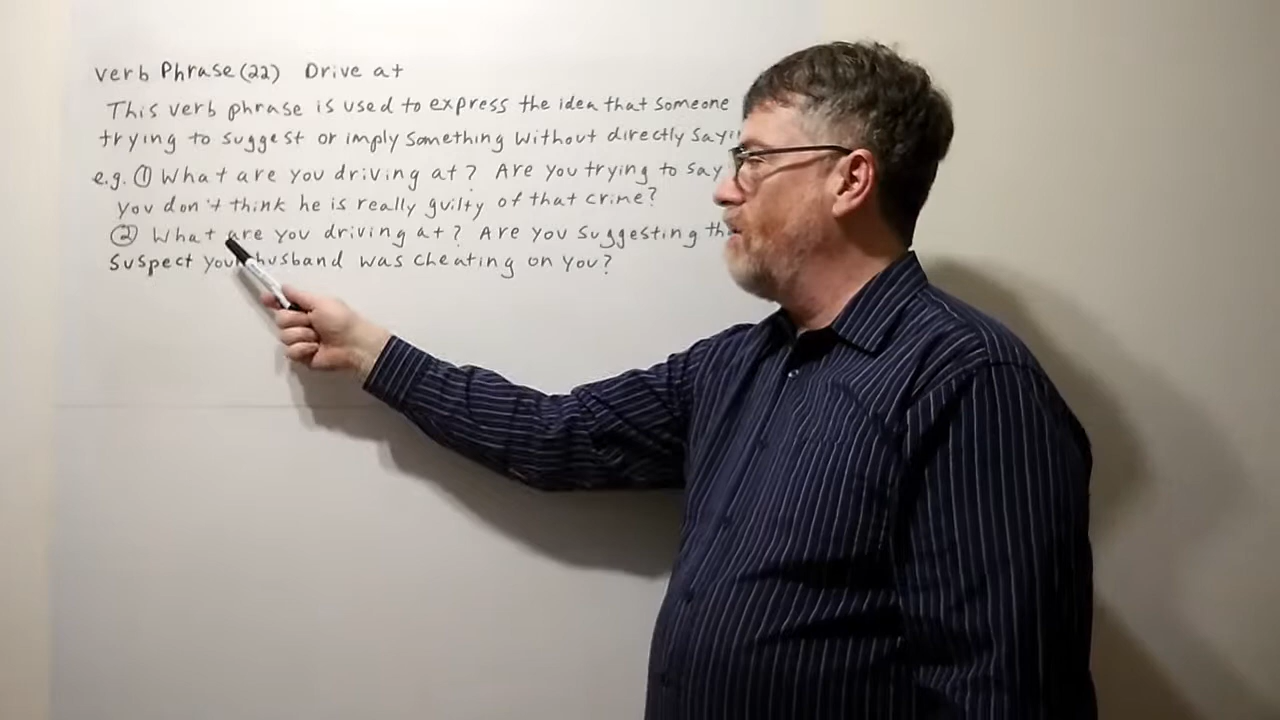 verb Phrase (22) Drive at
This verb phrase is used to express the idea that someone
trying to suggest or imply something without directly
e.g. ① What are you driving at? Are you trying to say
you don't think he is really guilty of that crime?
② What are you driving at? Are you suggesting
suspect your husband was cheating on you?